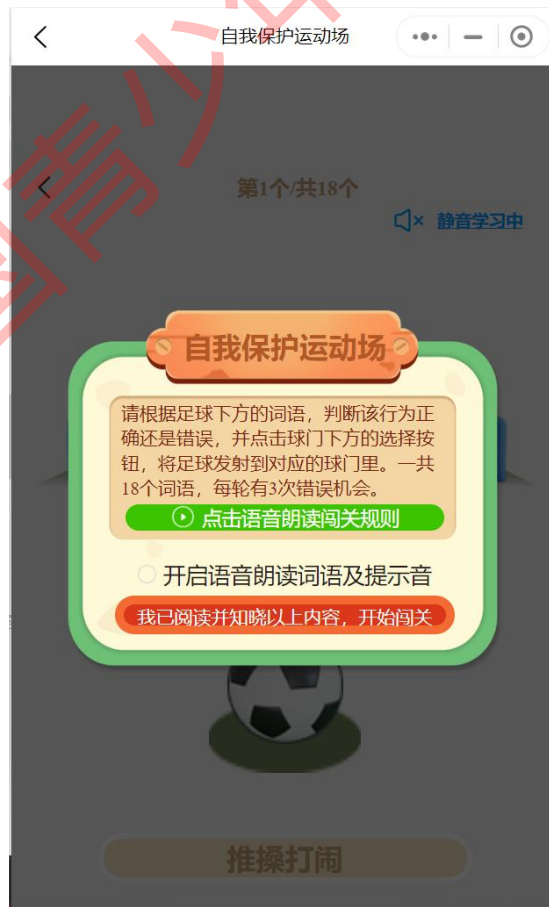 自我保护运动场
第1个/共18个
静音学习中
自我保护运动场
请根据足球下方的词语，判断该行为正
确还是错误，并点击球门下方的选择按
钮，将足球发射到对应的球门里。一共
18个词语，每轮有3次错误机会。
点击语音朗读闯关规则
开启语音朗读词语及提示音
我已阅读并知晓以上内容，开始闯关
推搡打闹
青少年